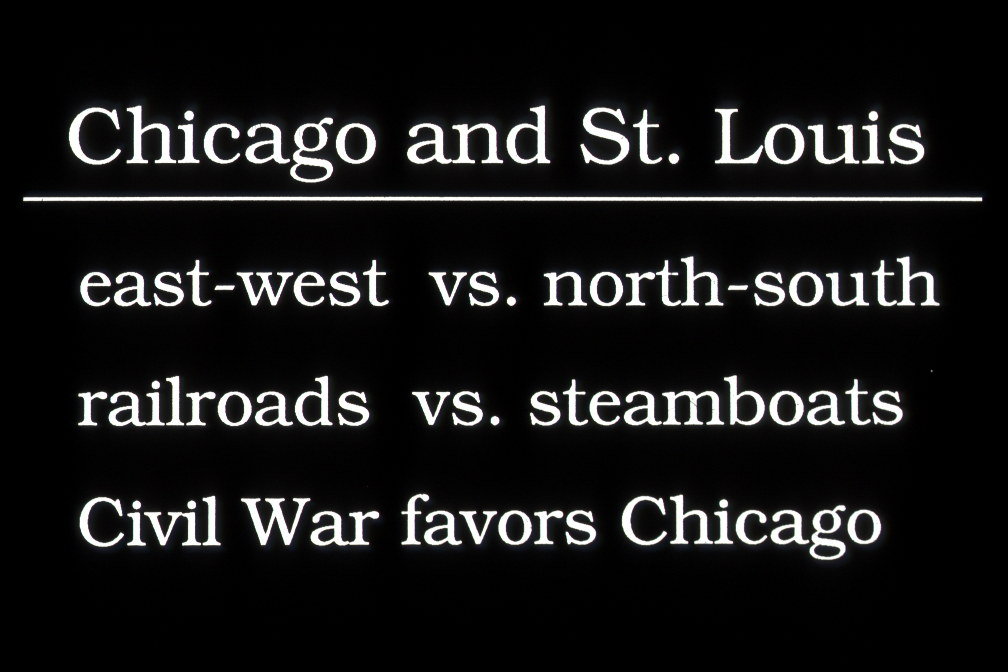 Chicago and St. Louis
east-west vs. north-south
railroads vs. steamboats
Civil War favors Chicago